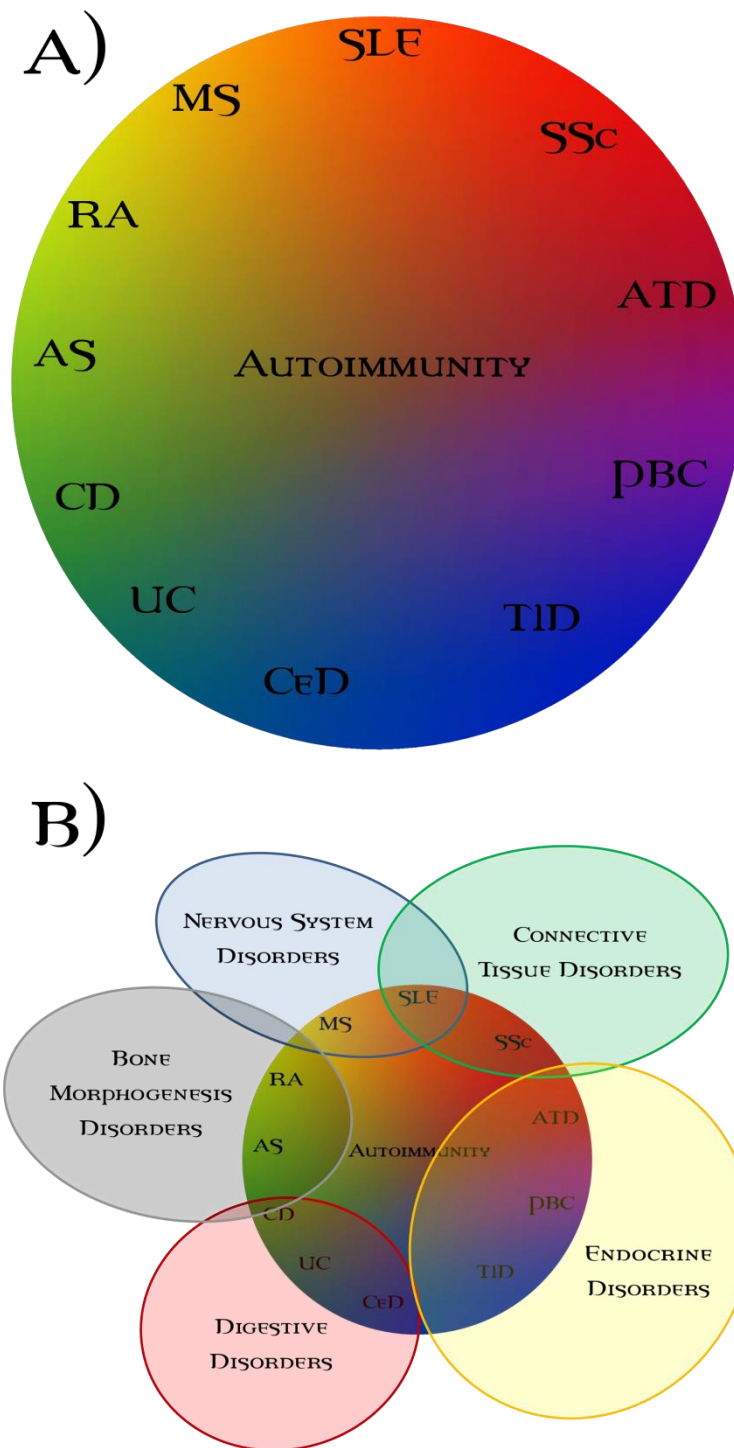 A)
SLE
MS
SSc
RA
ATD
AS
Autoimmunity
PBC
CD
UC
T1D
CeD
B)
Nervous System
Disorders
Connective
Tissue Disorders
SLE
MS
SSc
Bone
Morphogenesis
Disorders
RA
ATD
AS
Autoimmunity
PBC
CD
UC
T1D
CeD
Endocrine
Disorders
Digestive
Disorders